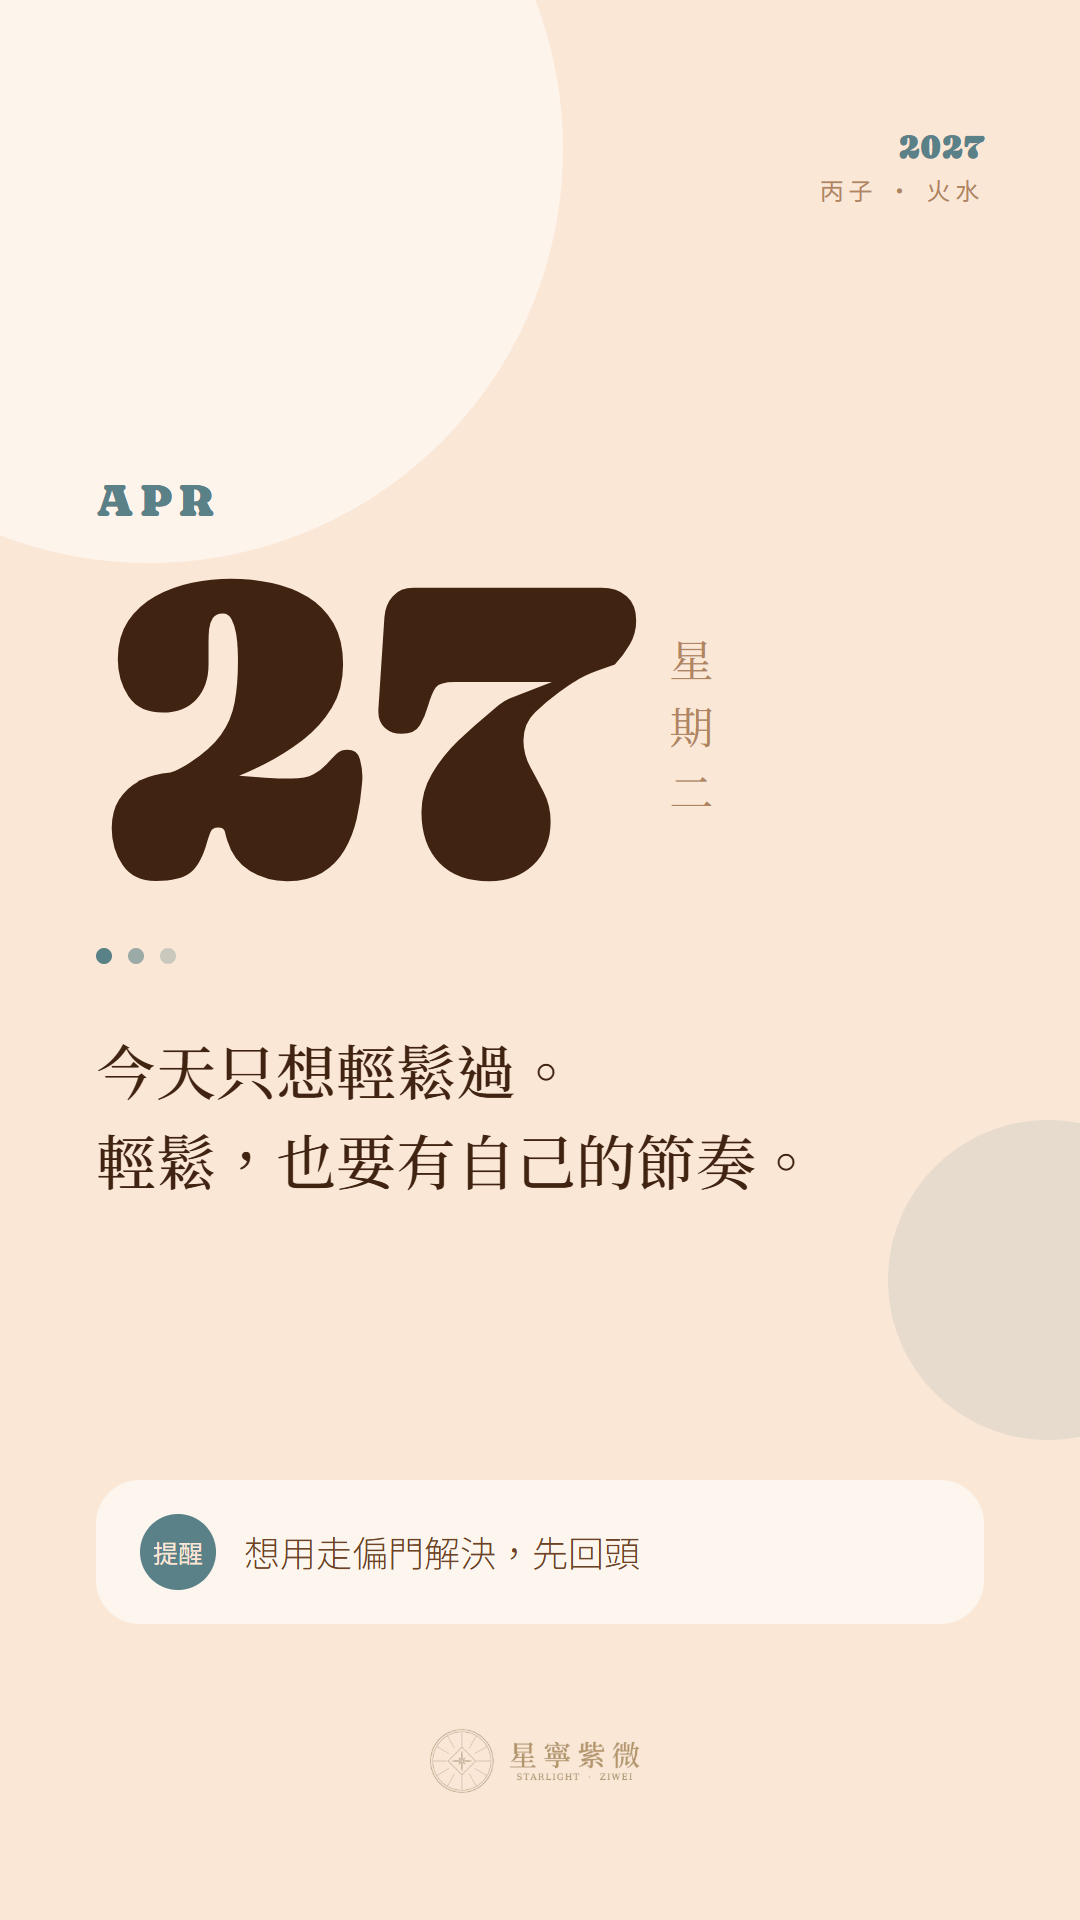 2027
丙子 · 火水
APR
27
星期二
今天只想輕鬆過。
輕鬆，也要有自己的節奏。
提醒
想用走偏門解決，先回頭
星寧紫微
STARLIGHT · ZIWEI